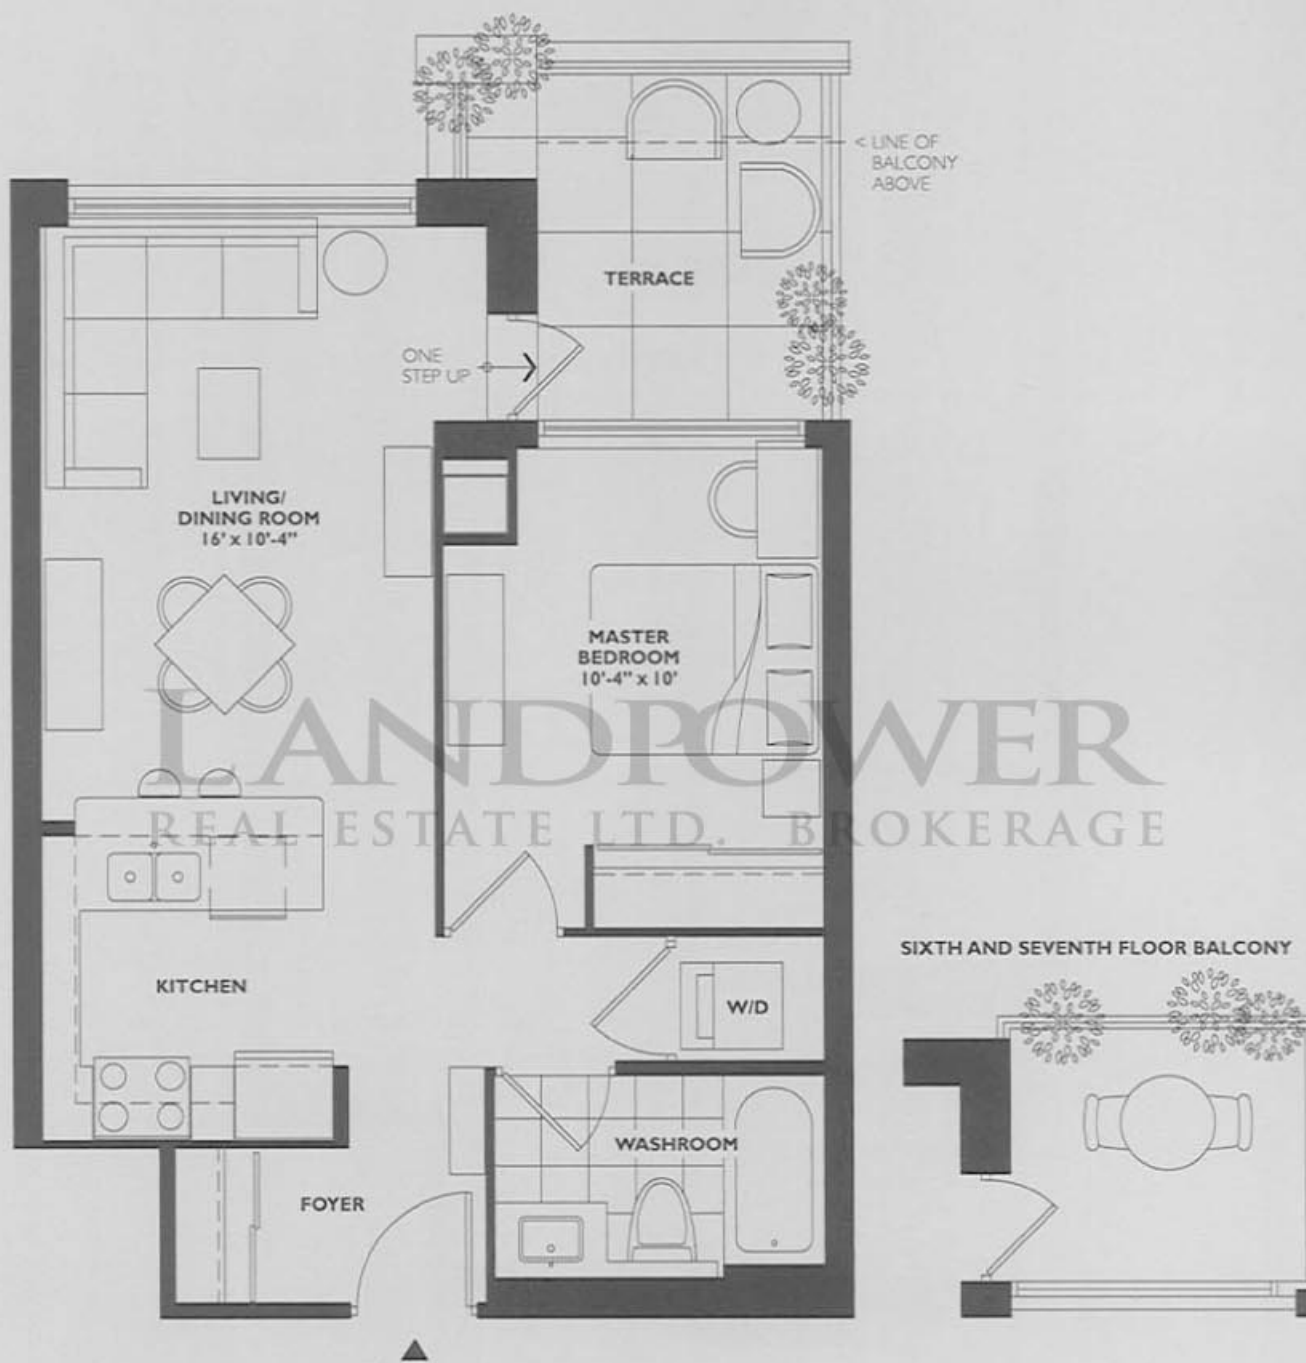 < LINE OF
BALCONY
ABOVE
TERRACE
ONE
STEP UP
LIVING/
DINING ROOM
16' x 10'-4"
MASTER
BEDROOM
10'-4" x 10'
LANDPOWER
REAL ESTATE LTD. BROKERAGE
SIXTH AND SEVENTH FLOOR BALCONY
KITCHEN
W/D
WASHROOM
FOYER